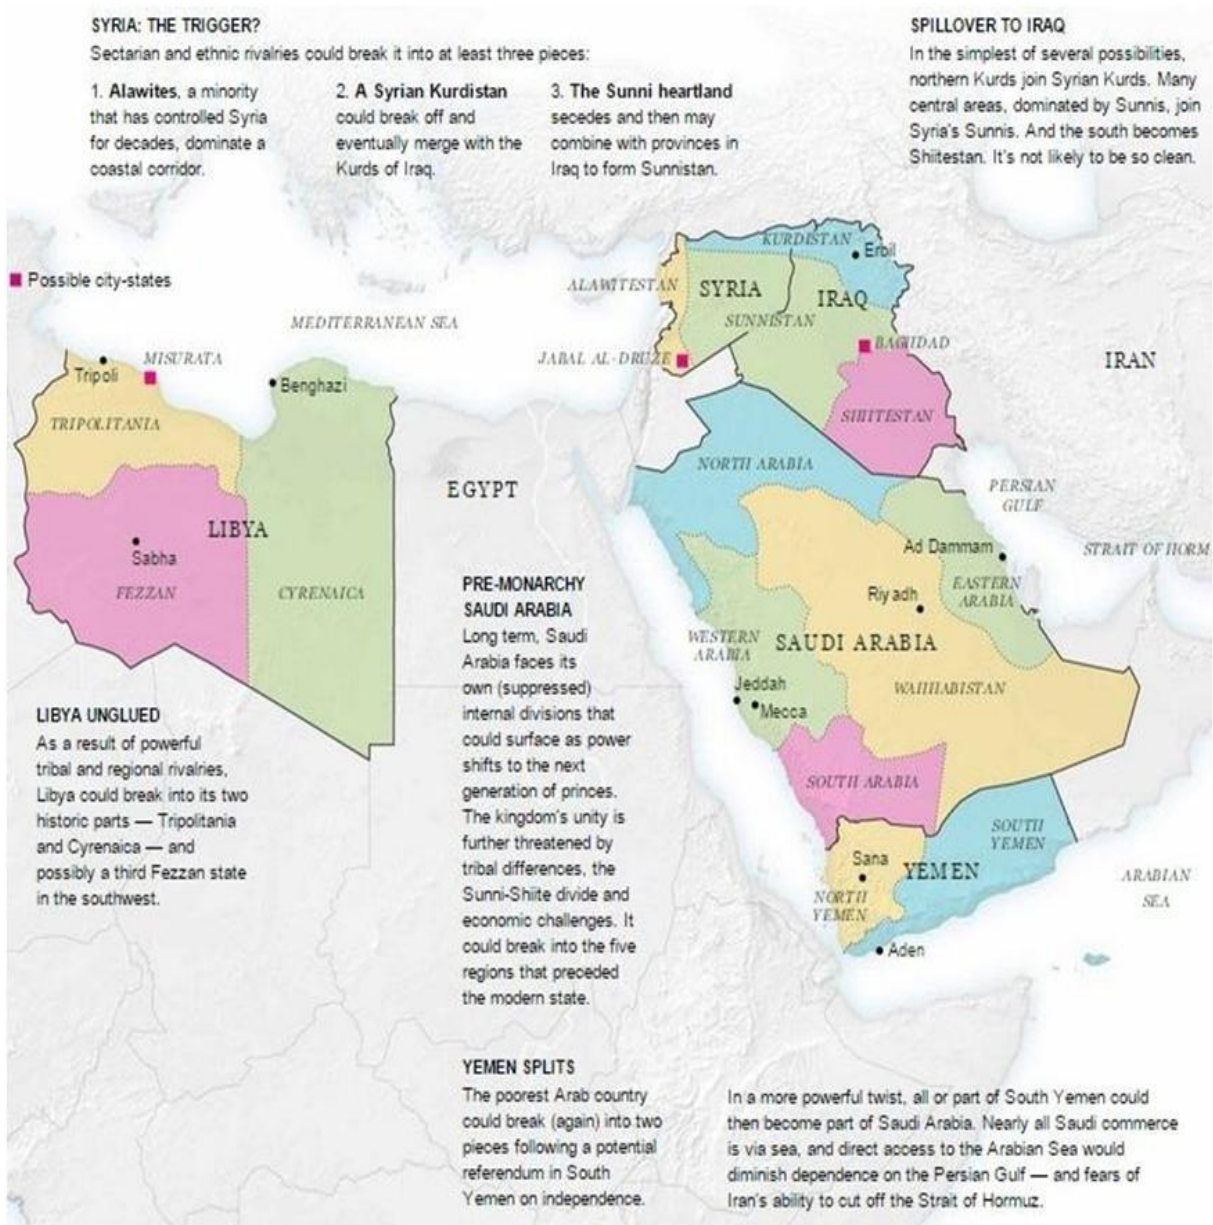 SYRIA: THE TRIGGER?
Sectarian and ethnic rivalries could break it into at least three pieces:
1. Alawites, a minority
that has controlled Syria
for decades, dominate a
coastal corridor.
2. A Syrian Kurdistan
could break off and
eventually merge with the
Kurds of Iraq.
3. The Sunni heartland
secedes and then may
combine with provinces in
Iraq to form Sunnistan.
SPILLOVER TO IRAQ
In the simplest of several possibilities,
northern Kurds join Syrian Kurds. Many
central areas, dominated by Sunnis, join
Syria's Sunnis. And the south becomes
Shiitestan. It's not likely to be so clean.
Possible city-states
MEDITERRANEAN SEA
KURDISTAN
Erbil
ALAWITESTAN
SYRIA
IRAQ
SUNNISTAN
JABAL AL-DRUZE
BAGHDAD
IRAN
SHIITESTAN
MISURATA
Tripoli
Benghazi
TRIPOLITANIA
EGYPT
LIBYA
Sabha
FEZZAN
CYRENAICA
NORTH ARABIA
PERSIAN
GULF
STRAIT OF HORM
Ad Dammam
EASTERN
ARABIA
Riyadh
WESTERN
ARABIA
SAUDI ARABIA
WAHHABISTAN
Jeddah
Mecca
SOUTH ARABIA
SOUTH
YEMEN
Sana
YEMEN
NORTH
YEMEN
Aden
ARABIAN
SEA
LIBYA UNGLUED
As a result of powerful
tribal and regional rivalries,
Libya could break into its two
historic parts — Tripolitania
and Cyrenaica — and
possibly a third Fezzan state
in the southwest.
PRE-MONARCHY
SAUDI ARABIA
Long term, Saudi
Arabia faces its
own (suppressed)
internal divisions that
could surface as power
shifts to the next
generation of princes.
The kingdom's unity is
further threatened by
tribal differences, the
Sunni-Shiite divide and
economic challenges. It
could break into the five
regions that preceded
the modern state.
YEMEN SPLITS
The poorest Arab country
could break (again) into two
pieces following a potential
referendum in South
Yemen on independence.
In a more powerful twist, all or part of South Yemen could
then become part of Saudi Arabia. Nearly all Saudi commerce
is via sea, and direct access to the Arabian Sea would
diminish dependence on the Persian Gulf — and fears of
Iran's ability to cut off the Strait of Hormuz.